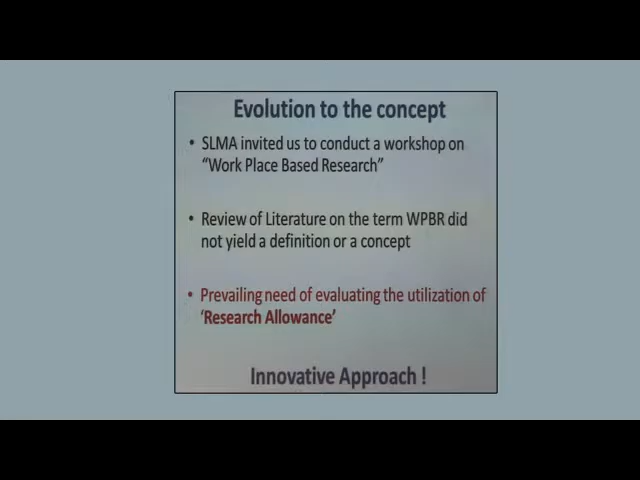 Evolution to the concept
• SLMA invited us to conduct a workshop on
"Work Place Based Research"
• Review of Literature on the term WPBR did
not yield a definition or a concept
• Prevailing need of evaluating the utilization of
'Research Allowance'
Innovative Approach !